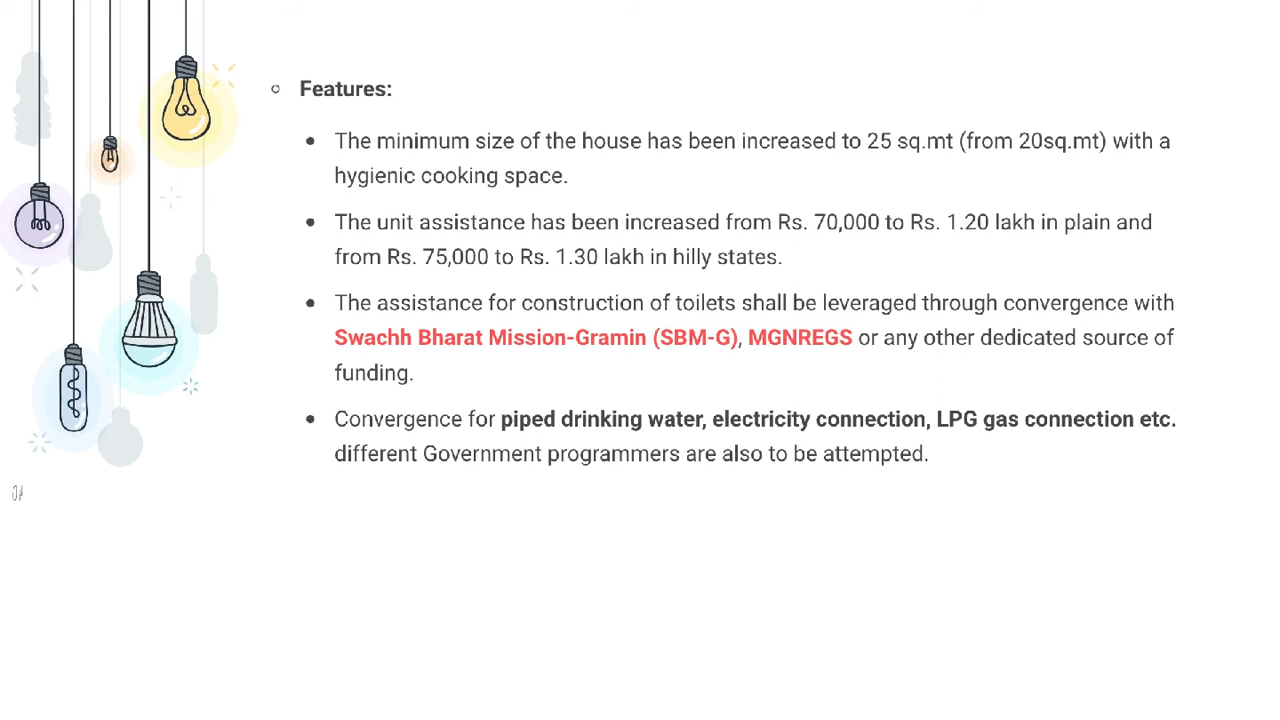 Features:
The minimum size of the house has been increased to 25 sq.mt (from 20sq.mt) with a
hygienic cooking space.
The unit assistance has been increased from Rs. 70,000 to Rs. 1.20 lakh in plain and
from Rs. 75,000 to Rs. 1.30 lakh in hilly states.
The assistance for construction of toilets shall be leveraged through convergence with
Swachh Bharat Mission-Gramin (SBM-G), MGNREGS or any other dedicated source of
funding.
Convergence for piped drinking water, electricity connection, LPG gas connection etc.
different Government programmers are also to be attempted.